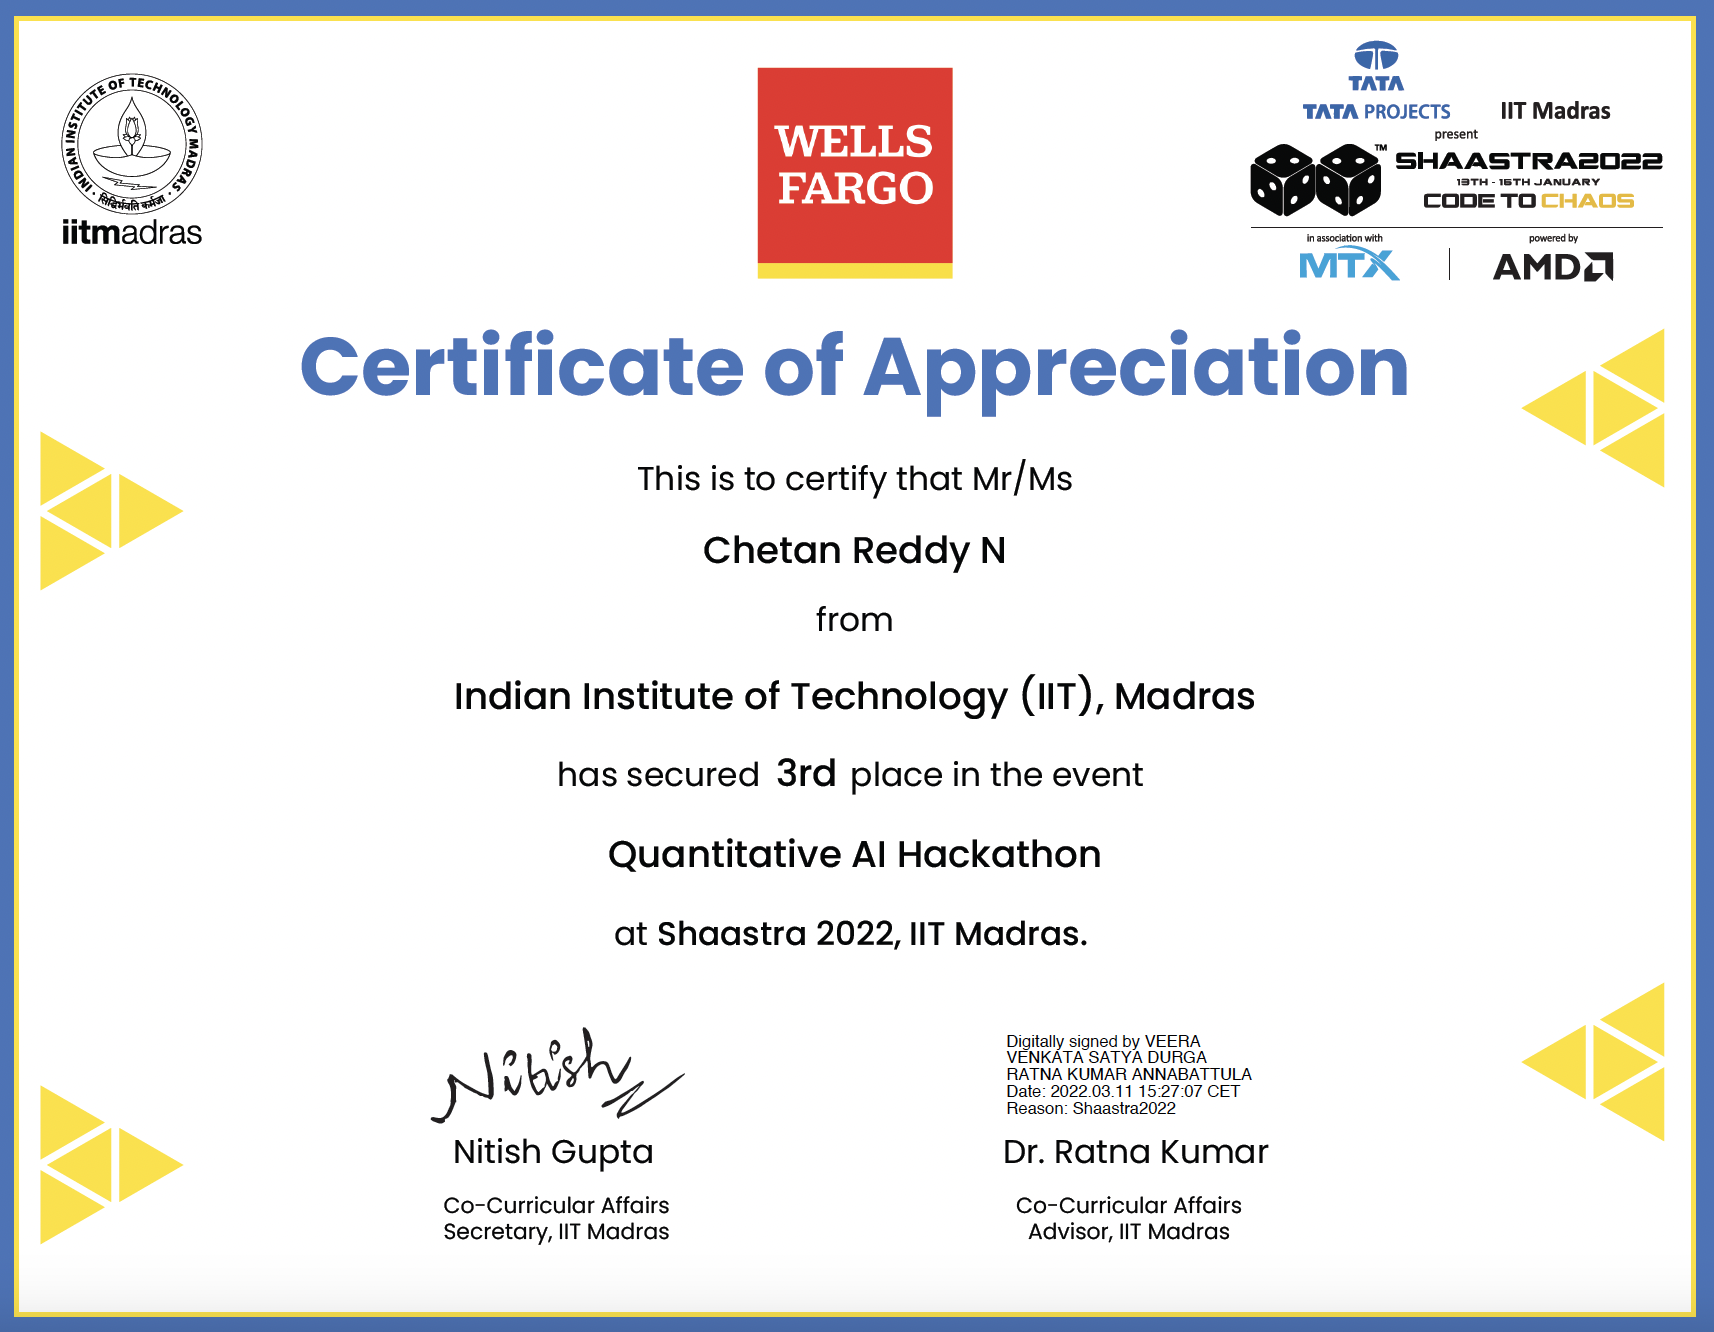 INDIAN INSTITUTE OF TECHNOLOGY MADRAS
सिद्धिर्भवति कर्मजा
iitmadras
WELLS
FARGO
TATA
TATA PROJECTS IIT Madras
present
SHAASTRA2022 TM
13TH - 16TH JANUARY
CODE TO CHAOS
in association with powered by
MTX AMD
Certificate of Appreciation
This is to certify that Mr/Ms
Chetan Reddy N
from
Indian Institute of Technology (IIT), Madras
has secured 3rd place in the event
Quantitative AI Hackathon
at Shaastra 2022, IIT Madras.
Nitish
Digitally signed by VEERA
VENKATA SATYA DURGA
RATNA KUMAR ANNABATTULA
Date: 2022.03.11 15:27:07 CET
Reason: Shaastra2022
Nitish Gupta
Co-Curricular Affairs
Secretary, IIT Madras
Dr. Ratna Kumar
Co-Curricular Affairs
Advisor, IIT Madras